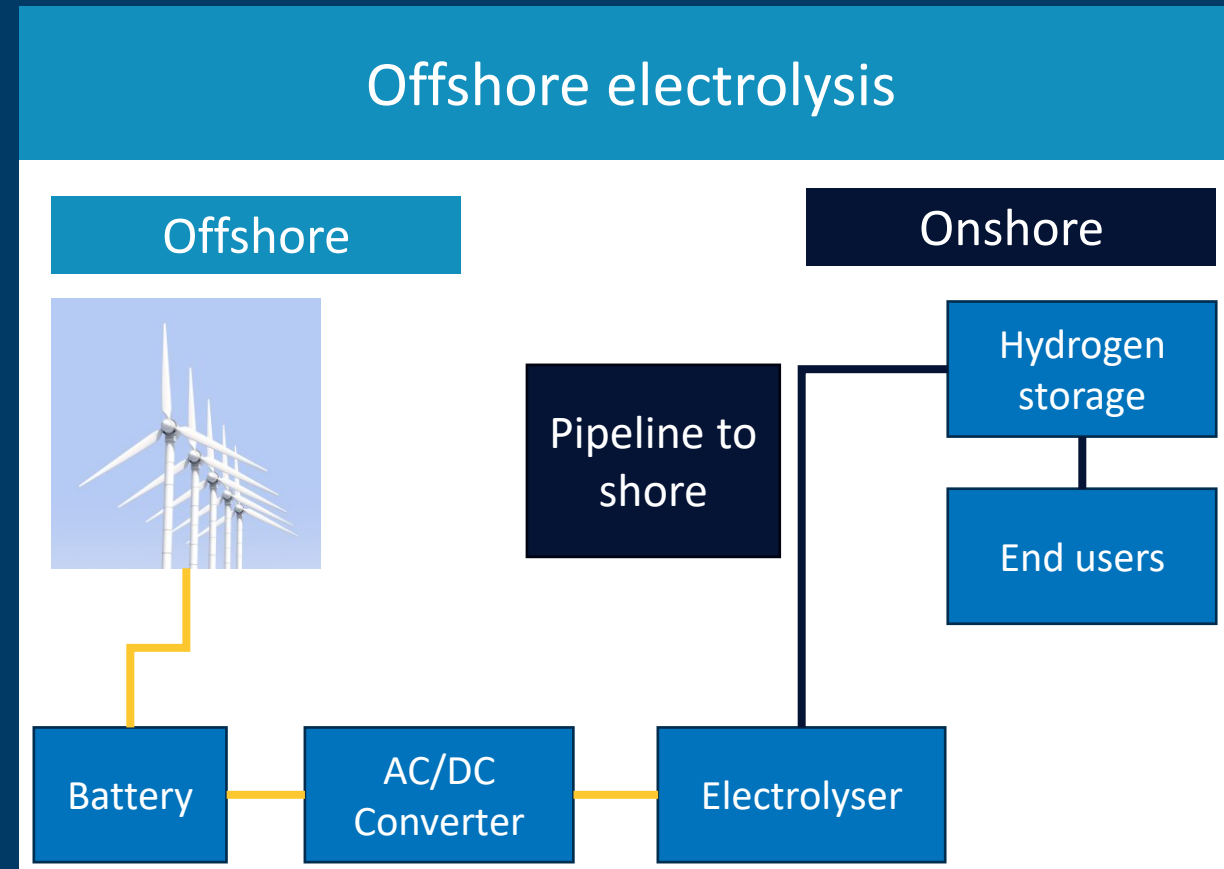 Offshore electrolysis
Offshore
Onshore
Hydrogen
storage
Pipeline to
shore
End users
Battery
AC/DC
Converter
Electrolyser